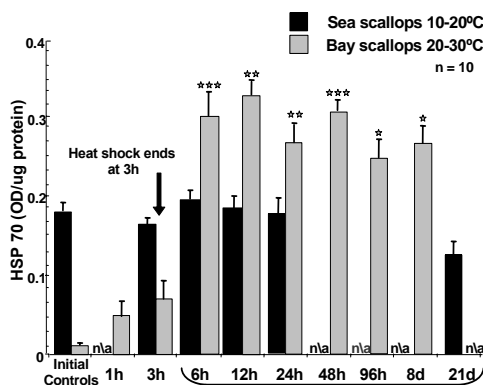 Sea scallops 10-20ºC
Bay scallops 20-30ºC
n = 10
HSP 70 (OD/ug protein)
0.4
0.3
0.2
0.1
0
Heat shock ends
at 3h
☆☆☆
☆☆
☆☆
☆☆☆
☆
☆
n\a
n\a
n\a
n\a
n\a
Initial
Controls
1h
3h
6h
12h
24h
48h
96h
8d
21d